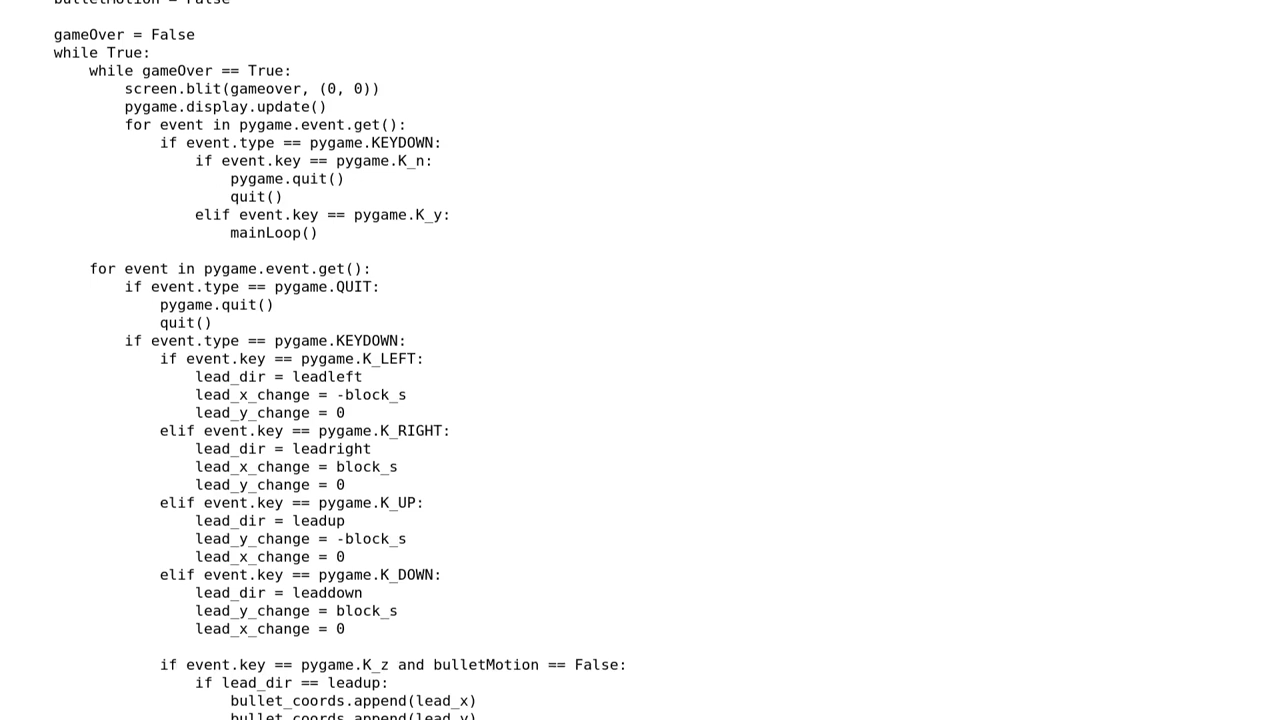 bulletMotion = False

    gameOver = False
    while True:
        while gameOver == True:
            screen.blit(gameover, (0, 0))
            pygame.display.update()
            for event in pygame.event.get():
                if event.type == pygame.KEYDOWN:
                    if event.key == pygame.K_n:
                        pygame.quit()
                        quit()
                    elif event.key == pygame.K_y:
                        mainLoop()

        for event in pygame.event.get():
            if event.type == pygame.QUIT:
                pygame.quit()
                quit()
            if event.type == pygame.KEYDOWN:
                if event.key == pygame.K_LEFT:
                    lead_dir = leadleft
                    lead_x_change = -block_s
                    lead_y_change = 0
                elif event.key == pygame.K_RIGHT:
                    lead_dir = leadright
                    lead_x_change = block_s
                    lead_y_change = 0
                elif event.key == pygame.K_UP:
                    lead_dir = leadup
                    lead_y_change = -block_s
                    lead_x_change = 0
                elif event.key == pygame.K_DOWN:
                    lead_dir = leaddown
                    lead_y_change = block_s
                    lead_x_change = 0

                if event.key == pygame.K_z and bulletMotion == False:
                    if lead_dir == leadup:
                        bullet_coords.append(lead_x)
                        bullet_coords.append(lead_y)